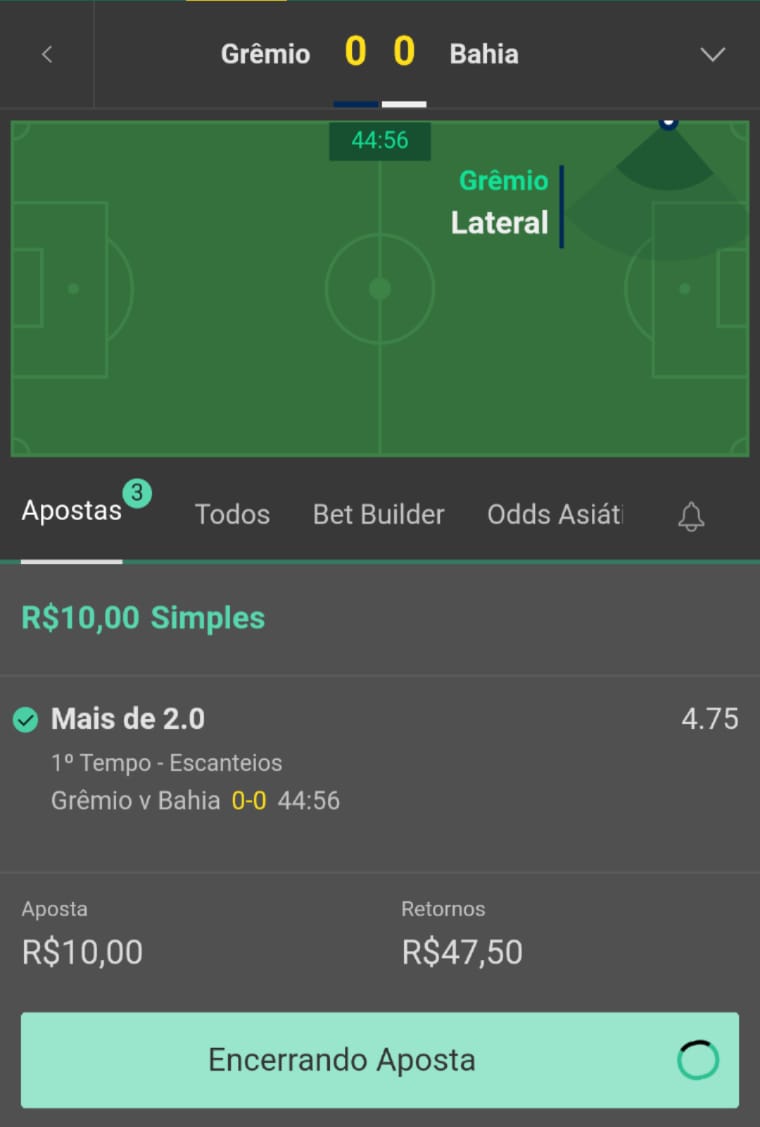 Grêmio 0 0 Bahia
44:56
Grêmio
Lateral
Apostas 3 Todos Bet Builder Odds Asiáti
R$10,00 Simples
Mais de 2.0 4.75
1º Tempo - Escanteios
Grêmio v Bahia 0-0 44:56
Aposta Retornos
R$10,00 R$47,50
Encerrando Aposta